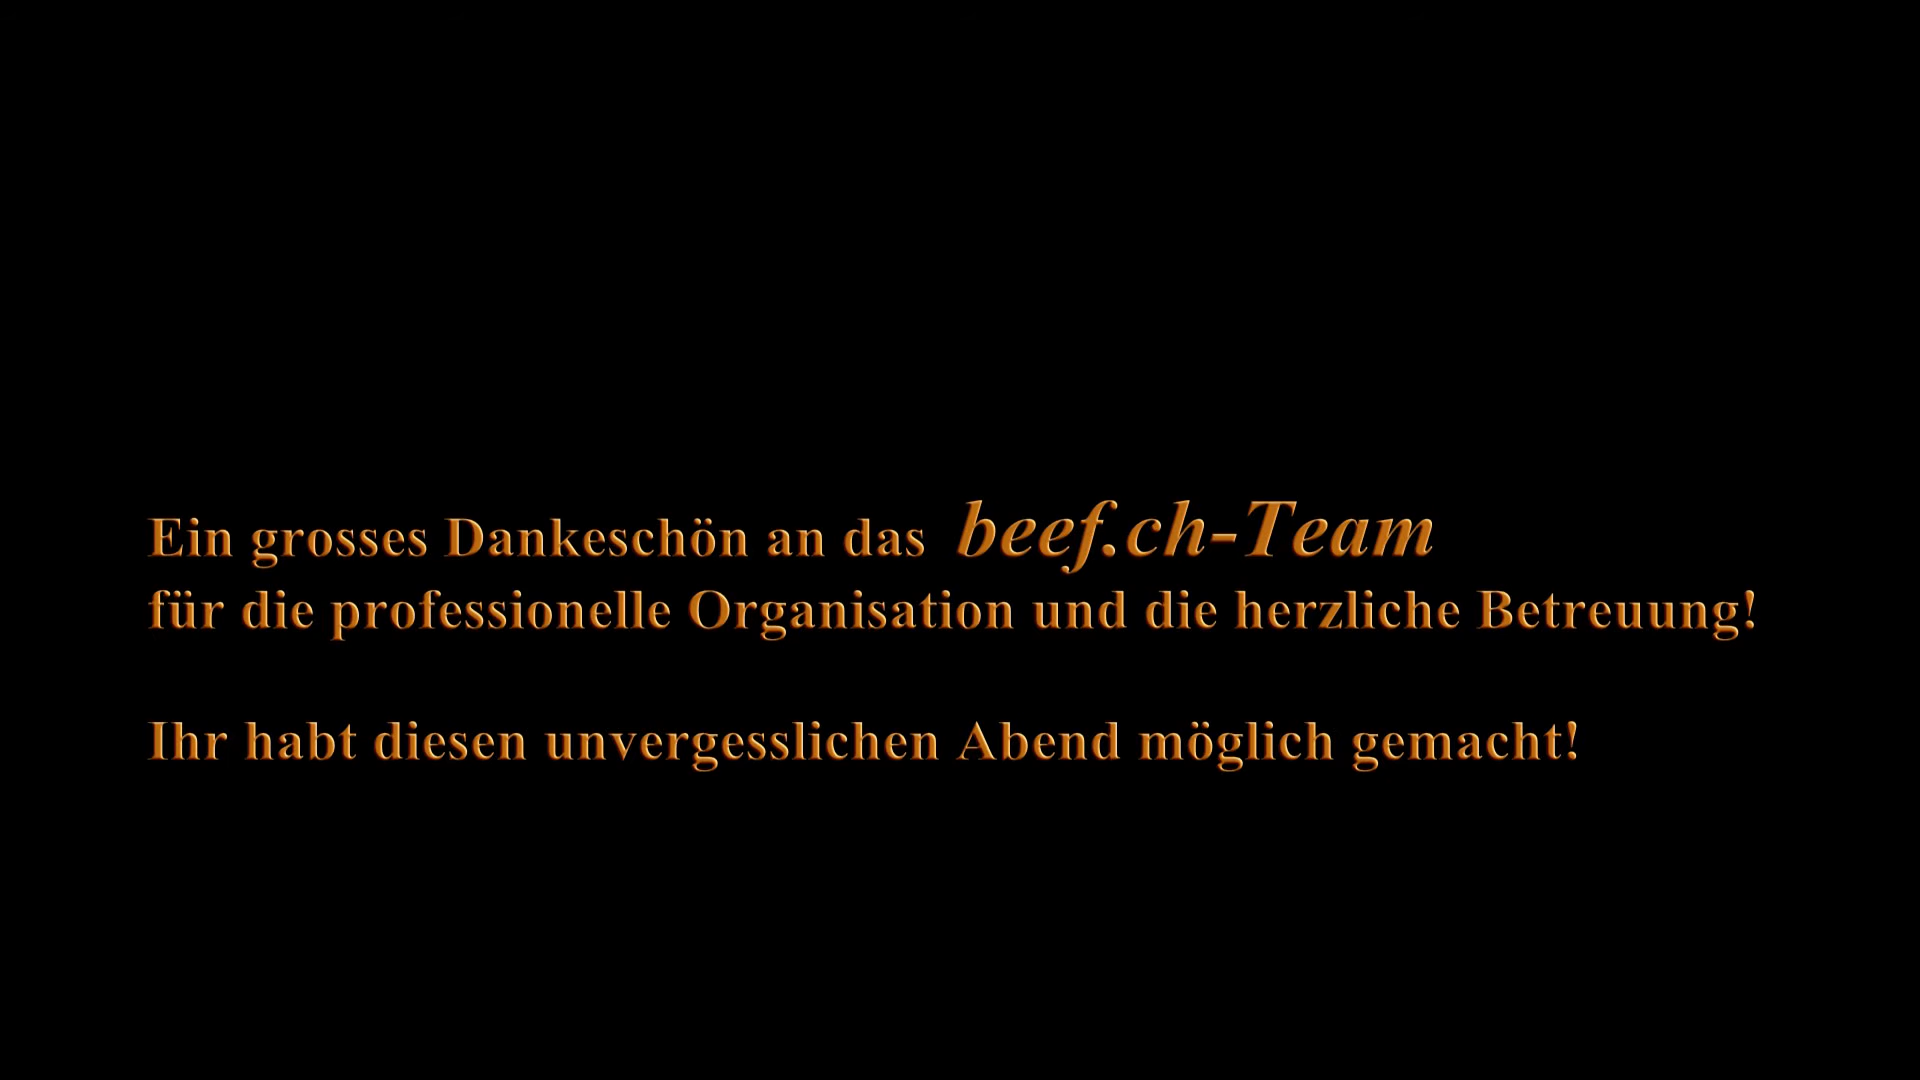 Ein grosses Dankeschön an das beef.ch-Team
für die professionelle Organisation und die herzliche Betreuung!
Ihr habt diesen unvergesslichen Abend möglich gemacht!